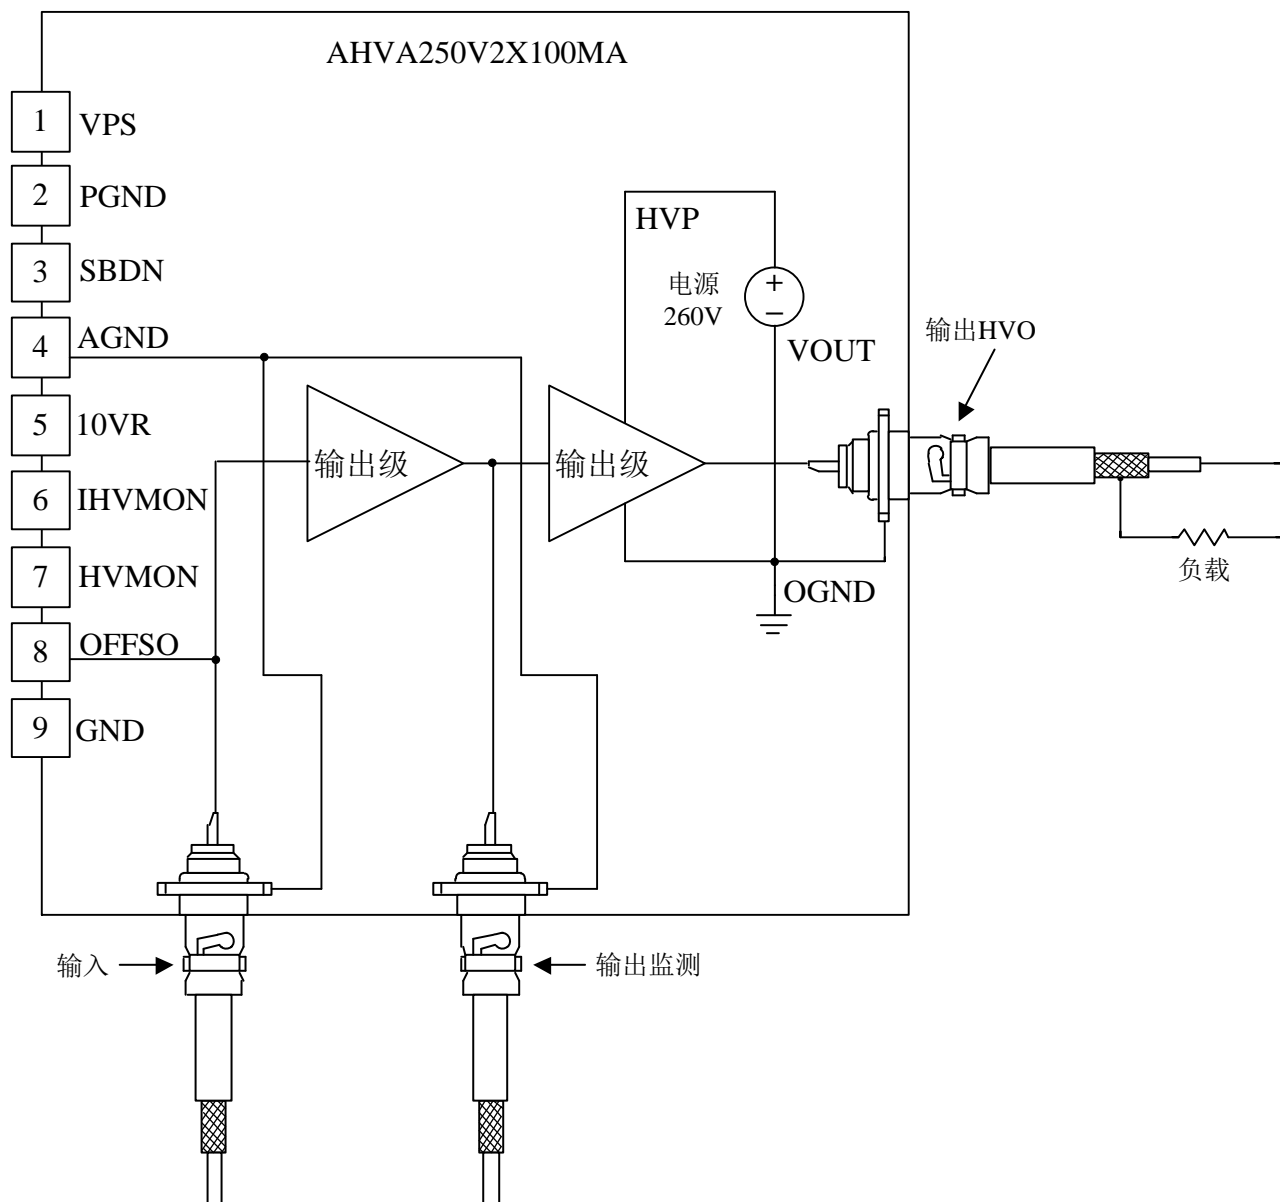 AHVA250V2X100MA
1 VPS
2 PGND
3 SBDN
4 AGND
5 10VR
6 IHVMON
7 HVMON
8 OFFSO
9 GND
HVP
电源
260V
+
−
VOUT
输出HVO
输出级
输出级
负载
OGND
输入
输出监测